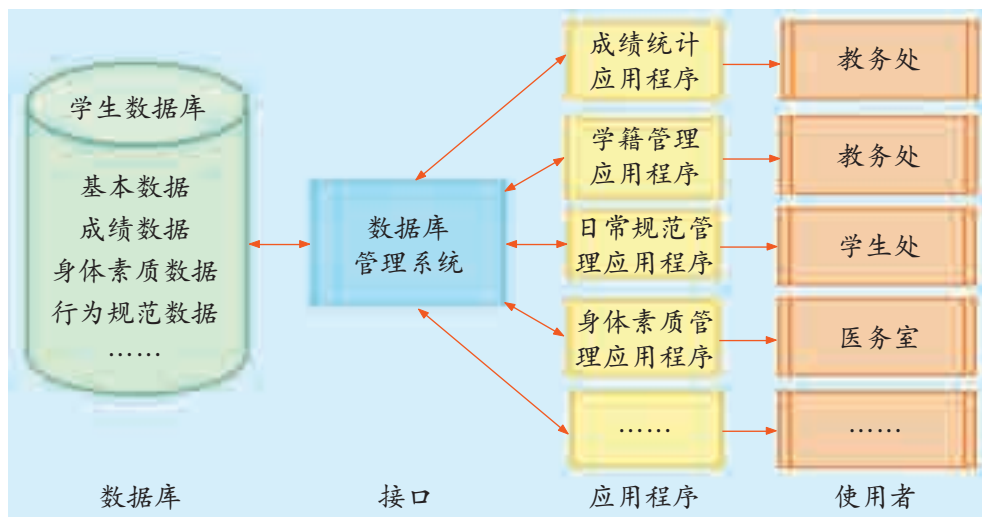 学生数据库
基本数据
成绩数据
身体素质数据
行为规范数据
……
数据库
管理系统
成绩统计
应用程序
学籍管理
应用程序
日常规范管
理应用程序
身体素质管
理应用程序
……
教务处
教务处
学生处
医务室
……
数据库
接口
应用程序
使用者